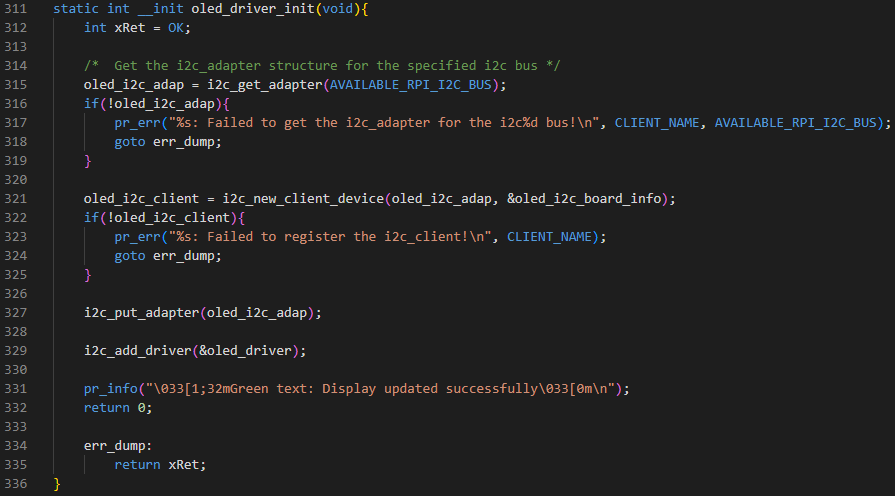 311 static int __init oled_driver_init(void){
312     int xRet = OK;
313
314     /*  Get the i2c_adapter structure for the specified i2c bus */
315     oled_i2c_adap = i2c_get_adapter(AVAILABLE_RPI_I2C_BUS);
316     if(!oled_i2c_adap){
317         pr_err("%s: Failed to get the i2c_adapter for the i2c%d bus!\n", CLIENT_NAME, AVAILABLE_RPI_I2C_BUS);
318         goto err_dump;
319     }
320
321     oled_i2c_client = i2c_new_client_device(oled_i2c_adap, &oled_i2c_board_info);
322     if(!oled_i2c_client){
323         pr_err("%s: Failed to register the i2c_client!\n", CLIENT_NAME);
324         goto err_dump;
325     }
326
327     i2c_put_adapter(oled_i2c_adap);
328
329     i2c_add_driver(&oled_driver);
330
331     pr_info("\033[1;32mGreen text: Display updated successfully\033[0m\n");
332     return 0;
333
334     err_dump:
335         return xRet;
336 }